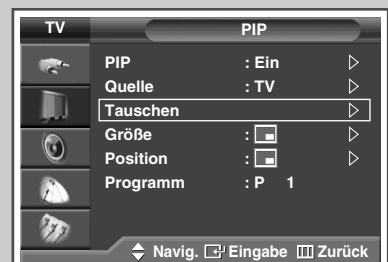 TV PIP
PIP : Ein
Quelle : TV
Tauschen
Größe :
Position :
Programm : P 1
Navig. Eingabe Zurück